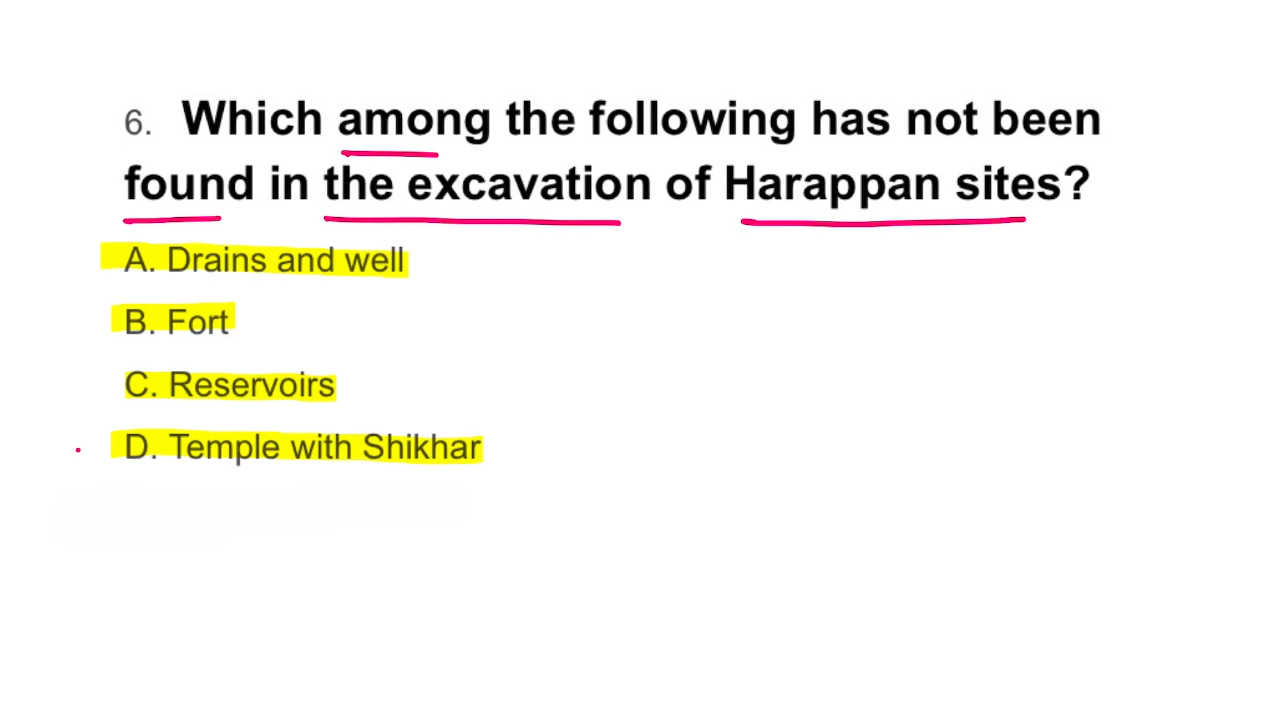 6. Which among the following has not been
found in the excavation of Harappan sites?
A. Drains and well
B. Fort
C. Reservoirs
D. Temple with Shikhar